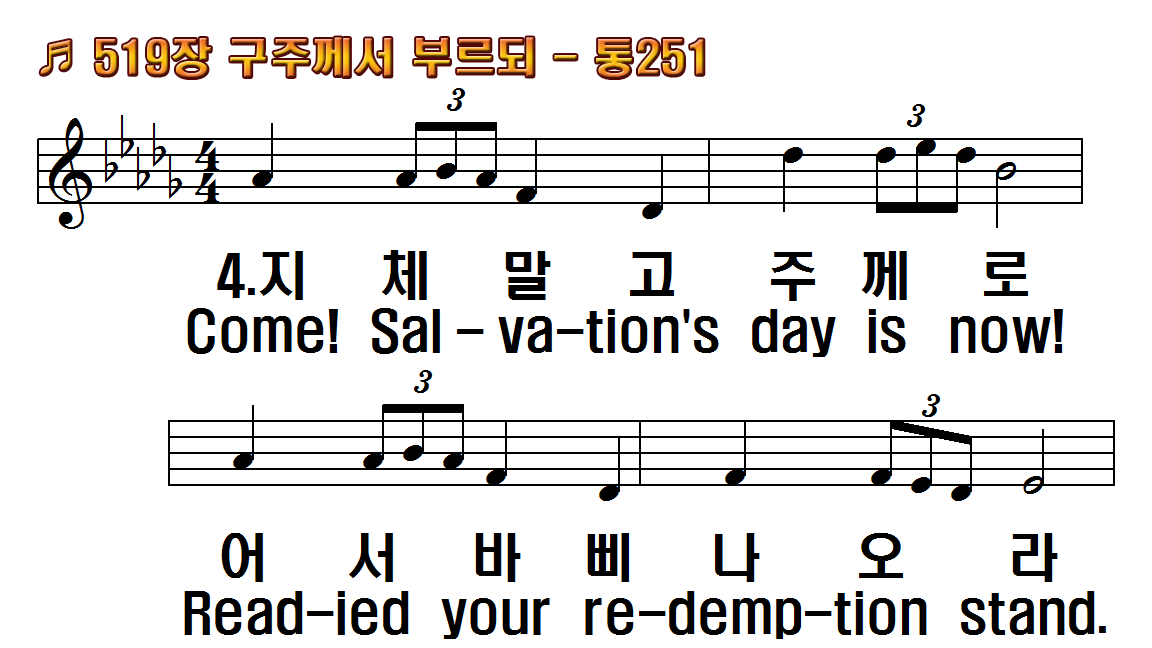 ♬ 519장 구주께서 부르되 - 통251
3 3
4.지 체 말 고 주 께 로
Come! Sal-va-tion's day is now!
3 3
어 서 바 삐 나 오 라
Read-ied your re-demp-tion stand.